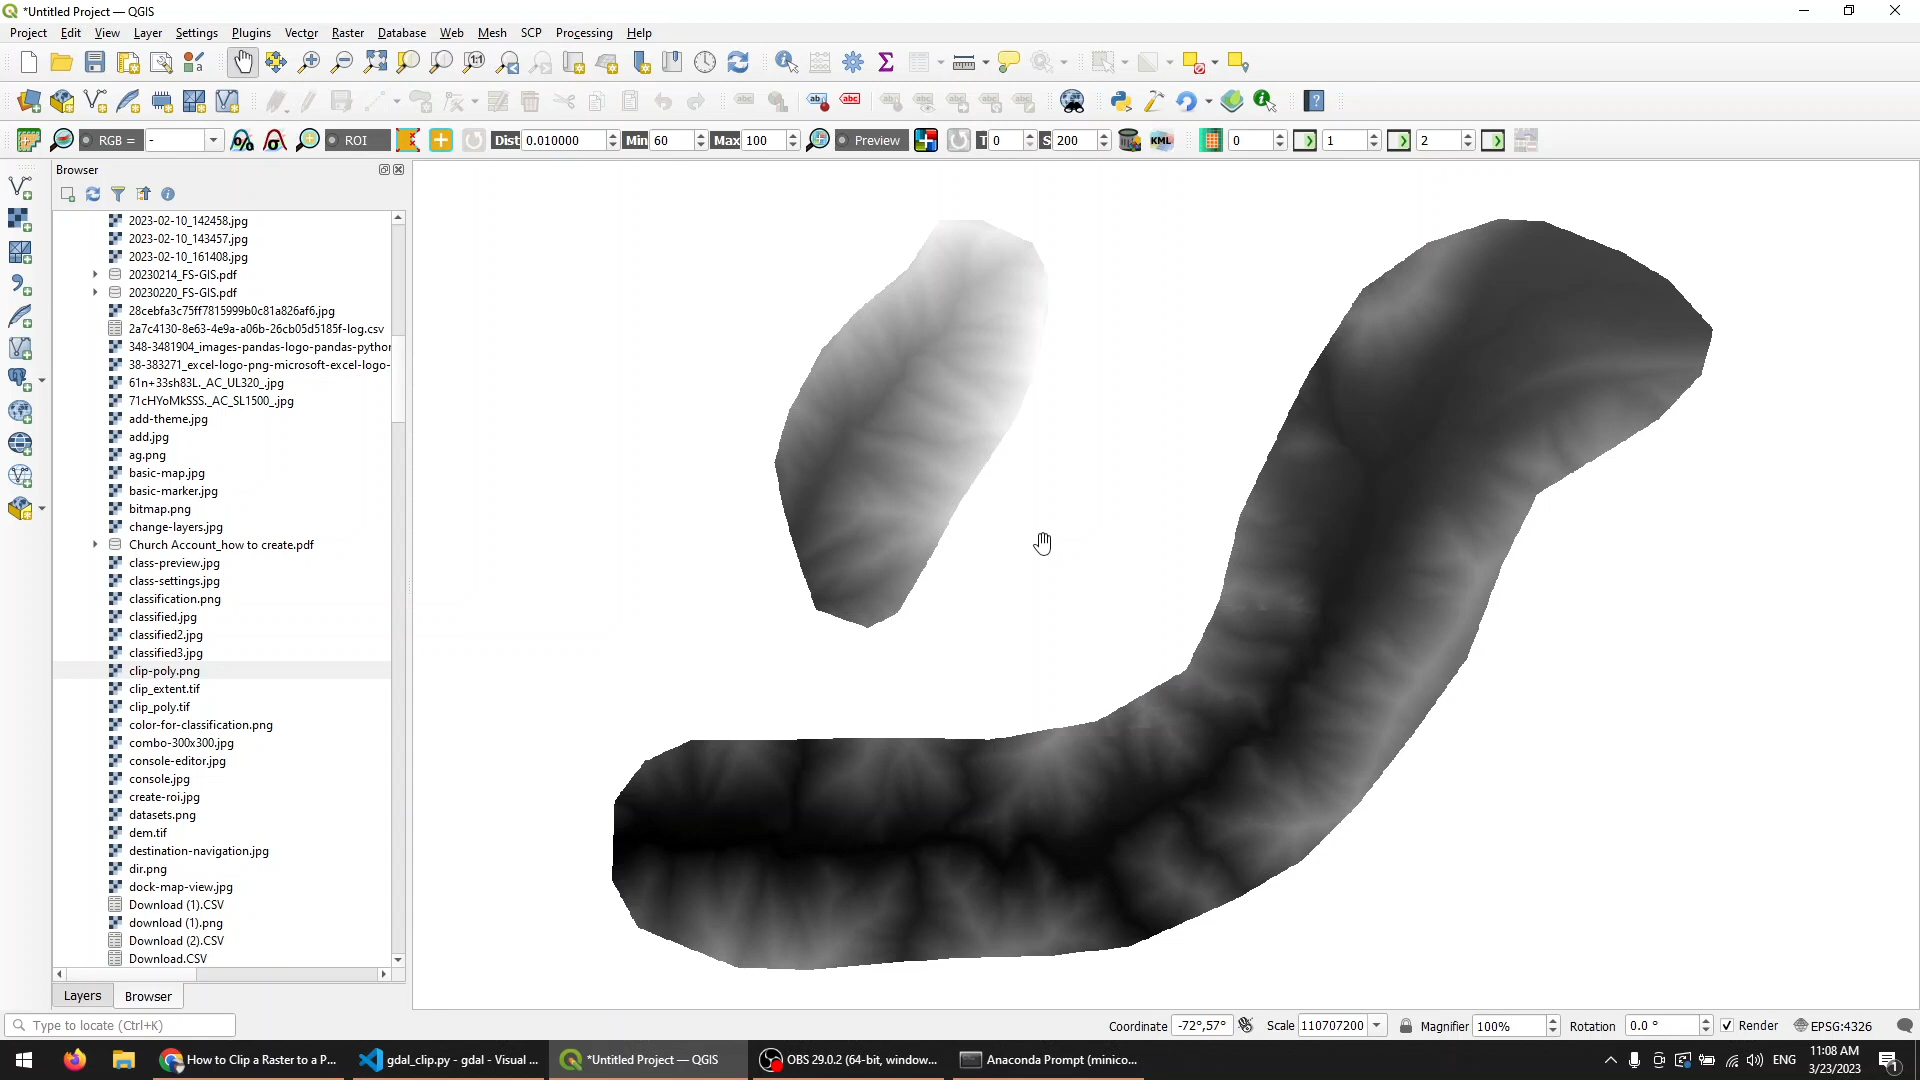 *Untitled Project — QGIS
Project Edit View Layer Settings Plugins Vector Raster Database Web Mesh SCP Processing Help
RGB = - ROI Dist 0.010000 Min 60 Max 100 Preview T 0 S 200 KML 0 1 2
Browser
2023-02-10_142458.jpg
2023-02-10_143457.jpg
2023-02-10_161408.jpg
20230214_FS-GIS.pdf
20230220_FS-GIS.pdf
28cebfa3c75ff7815999b0c81a826af6.jpg
2a7c4130-8e63-4e9a-a06b-26cb05d5185f-log.csv
348-3481904_images-pandas-logo-pandas-python
38-383271_excel-logo-png-microsoft-excel-logo-
61n+33sh83L._AC_UL320_.jpg
71cHYoMkSSS._AC_SL1500_.jpg
add-theme.jpg
add.jpg
ag.png
basic-map.jpg
basic-marker.jpg
bitmap.png
change-layers.jpg
Church Account_how to create.pdf
class-preview.jpg
class-settings.jpg
classification.png
classified.jpg
classified2.jpg
classified3.jpg
clip-poly.png
clip_extent.tif
clip_poly.tif
color-for-classification.png
combo-300x300.jpg
console-editor.jpg
console.jpg
create-roi.jpg
datasets.png
dem.tif
destination-navigation.jpg
dir.png
dock-map-view.jpg
Download (1).CSV
download (1).png
Download (2).CSV
Download.CSV
Layers Browser
Type to locate (Ctrl+K) Coordinate -72°,57° Scale 110707200 Magnifier 100% Rotation 0.0 ° Render EPSG:4326
How to Clip a Raster to a P... gdal_clip.py - gdal - Visual ... *Untitled Project — QGIS OBS 29.0.2 (64-bit, window... Anaconda Prompt (minico... ENG 11:08 AM
3/23/2023